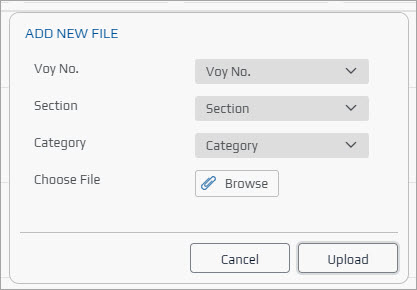 ADD NEW FILE
Voy No. Voy No.
Section Section
Category Category
Choose File Browse
Cancel Upload